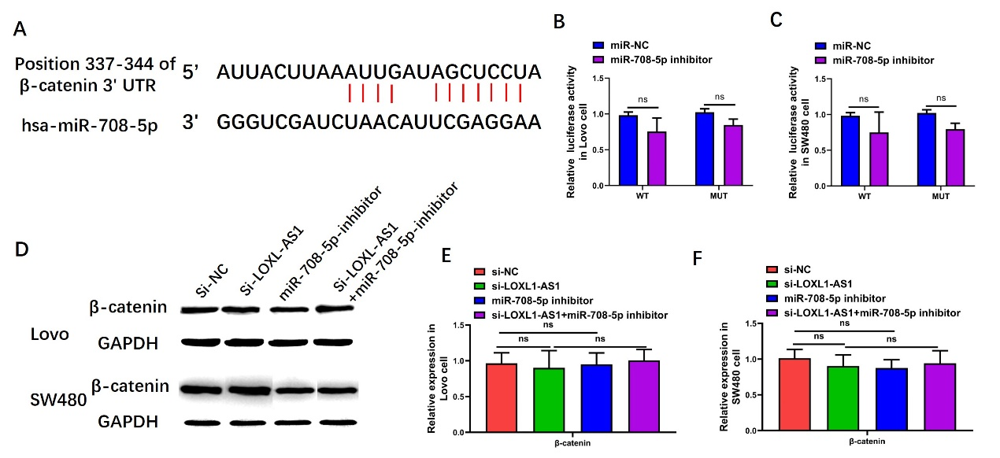 A
Position 337-344 of
β-catenin 3' UTR
5’ AUUACUUAAAAUUGAUAGCUCCUA
hsa-miR-708-5p
3' GGGUCGAUCUAACAUUCGAGGAA
B
miR-NC
miR-708-5p inhibitor
Relative luciferase activity
in Lovo cell
1.5
1.0
0.5
0.0
ns
ns
WT
MUT
C
miR-NC
miR-708-5p inhibitor
Relative luciferase activity
in SW480 cell
1.5
1.0
0.5
0.0
ns
ns
WT
MUT
D
Si-NC
Si-LOXL-AS1
miR-708-5p-inhibitor
Si-LOXL-AS1
+miR-708-5p-inhibitor
Lovo
β-catenin
GAPDH
SW480
β-catenin
GAPDH
E
si-NC
si-LOXL1-AS1
miR-708-5p inhibitor
si-LOXL1-AS1+miR-708-5p inhibitor
Relative expression in
Lovo cell
1.5
1.0
0.5
0.0
ns
ns
ns
β-catenin
F
si-NC
si-LOXL1-AS1
miR-708-5p inhibitor
si-LOXL1-AS1+miR-708-5p inhibitor
Relative expression in
SW480 cell
1.5
1.0
0.5
0.0
ns
ns
ns
β-catenin